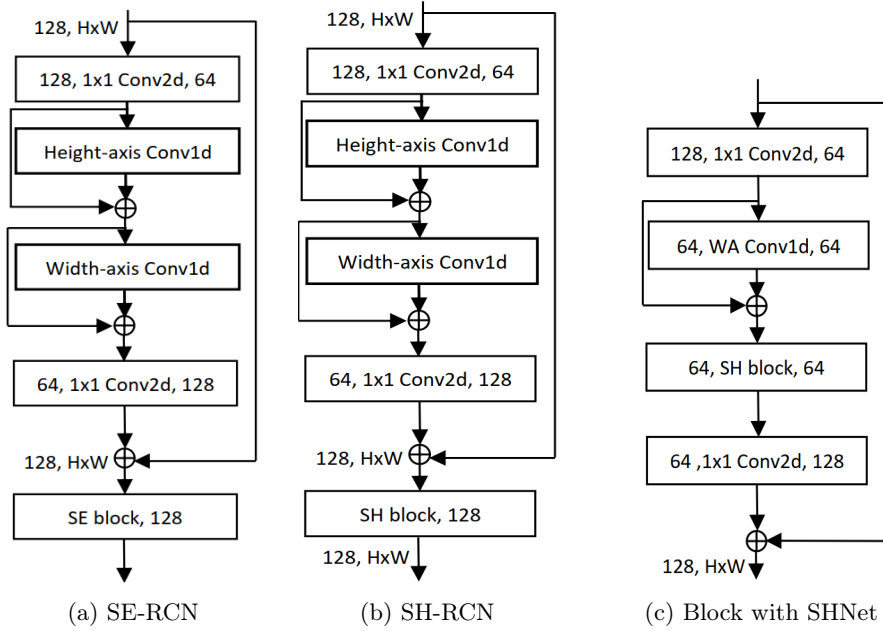 128, HxW
128, 1x1 Conv2d, 64
Height-axis Conv1d
Width-axis Conv1d
64, 1x1 Conv2d, 128
128, HxW
SE block, 128
(a) SE-RCN
128, HxW
128, 1x1 Conv2d, 64
Height-axis Conv1d
Width-axis Conv1d
64, 1x1 Conv2d, 128
128, HxW
SH block, 128
128, HxW
(b) SH-RCN
128, 1x1 Conv2d, 64
64, WA Conv1d, 64
64, SH block, 64
64 ,1x1 Conv2d, 128
128, HxW
(c) Block with SHNet